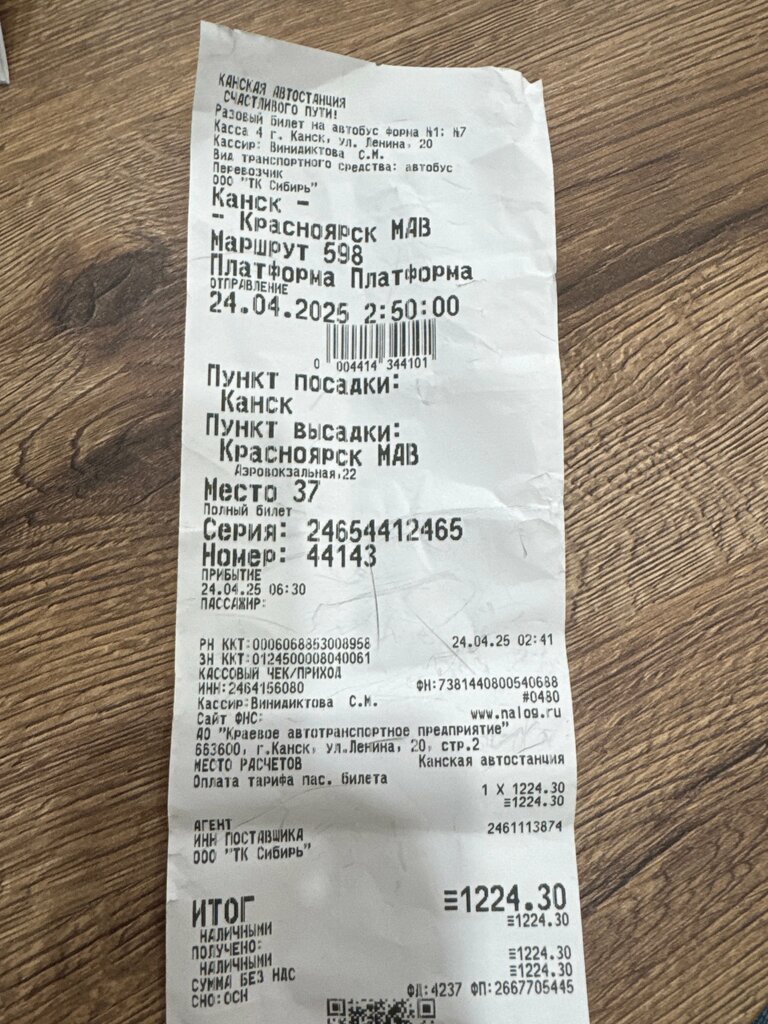 КАНСКАЯ АВТОСТАНЦИЯ
СЧАСТЛИВОГО ПУТИ!
Разовый билет на автобус форма №1: №7
Касса 4 г. Канск, ул. Ленина, 20
Кассир: Винидиктова С.М.
Вид транспортного средства: автобус
Перевозчик
ООО "ТК Сибирь"
Канск -
- Красноярск МАВ
Маршрут 598
Платформа Платформа
ОТПРАВЛЕНИЕ
24.04.2025 2:50:00
0 004414 344101
Пункт посадки:
Канск
Пункт высадки:
Красноярск МАВ
Аэровокзальная,22
Место 37
Полный билет
Серия: 24654412465
Номер: 44143
ПРИБЫТИЕ
24.04.25 06:30
ПАССАЖИР:
РН ККТ:0006068853008958 24.04.25 02:41
ЗН ККТ:0124500008040061
КАССОВЫЙ ЧЕК/ПРИХОД
ИНН:2464156080 ФН:7381440800540688
Кассир:Винидиктова С.М. #0480
Сайт ФНС: www.nalog.ru
АО "Краевое автотранспортное предприятие"
663600, г.Канск, ул.Ленина, 20, стр.2
МЕСТО РАСЧЕТОВ Канская автостанция
Оплата тарифа пас. билета
1 X 1224.30
≡1224.30
АГЕНТ
ИНН ПОСТАВЩИКА 2461113874
ООО "ТК Сибирь"
ИТОГ ≡1224.30
НАЛИЧНЫМИ ≡1224.30
ПОЛУЧЕНО:
НАЛИЧНЫМИ ≡1224.30
СУММА БЕЗ НАС ≡1224.30
СНО:ОСН ФД:4237 ФП:2667705445